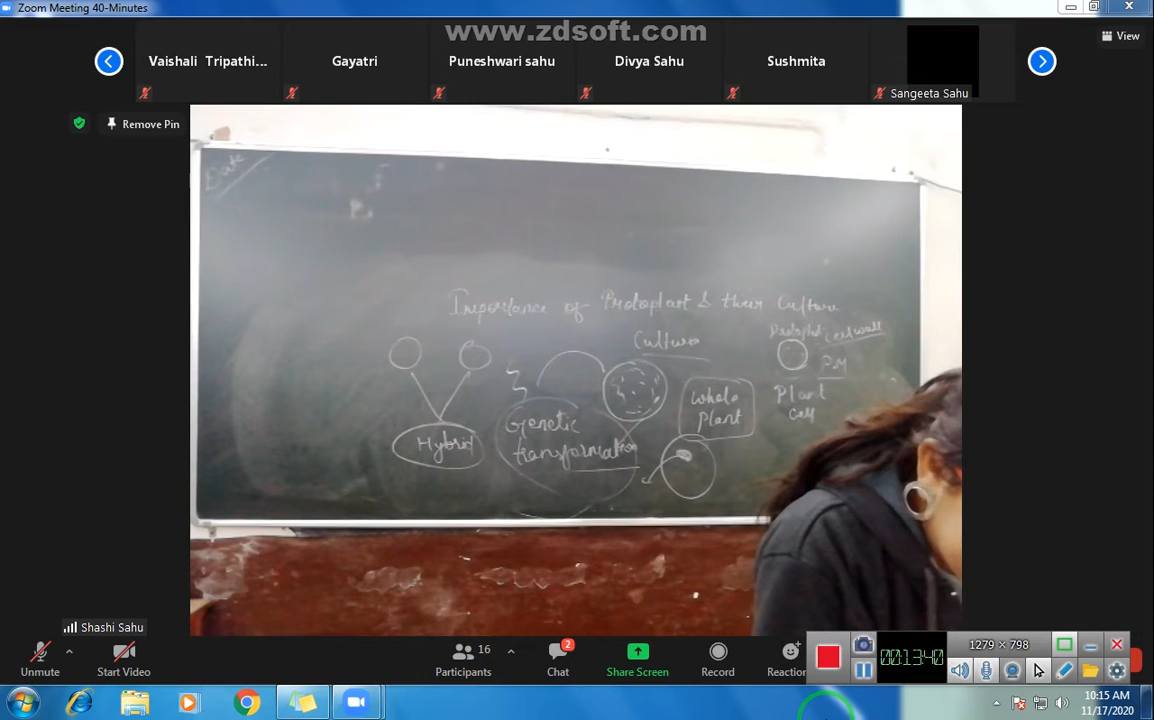 Zoom Meeting 40-Minutes
www.zdsoft.com
View
Vaishali Tripathi...
Gayatri
Puneshwari sahu
Divya Sahu
Sushmita
Sangeeta Sahu
Remove Pin
Date
Importance of Protoplast & their Culture
Culture
Protoplast
Cell wall
P.M
Plant
Cell
Whole
Plant
Genetic
transformation
Hybrid
Shashi Sahu
Unmute
Start Video
16
Participants
2
Chat
Share Screen
Record
Reaction
00:13:40
1279 × 798
10:15 AM
11/17/2020